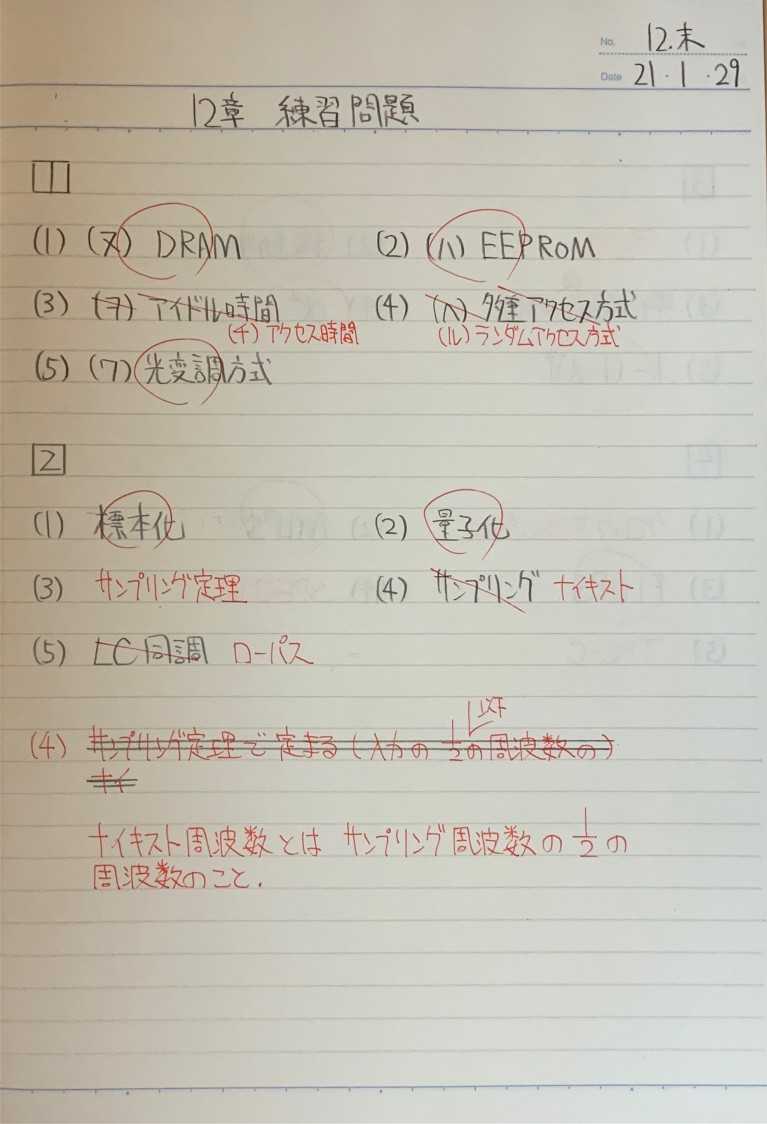 No. 12.末
Date 21・1・29
12章 練習問題
1
(1) (ヌ) DRAM (2) (ハ) EEPROM
(3) (ヲ) アイドル時間 (4) (ヘ) 多重アクセス方式
(チ) アクセス時間 (ル) ランダムアクセス方式
(5) (ワ) 光変調方式
2
(1) 標本化 (2) 量子化
(3) サンプリング定理 (4) サンプリング ナイキスト
(5) LC同調 ローパス
以下
(4) サンプリング定理で定まる(入力の1/2の周波数の)
ナイ
ナイキスト周波数とは サンプリング周波数の1/2の
周波数のこと.